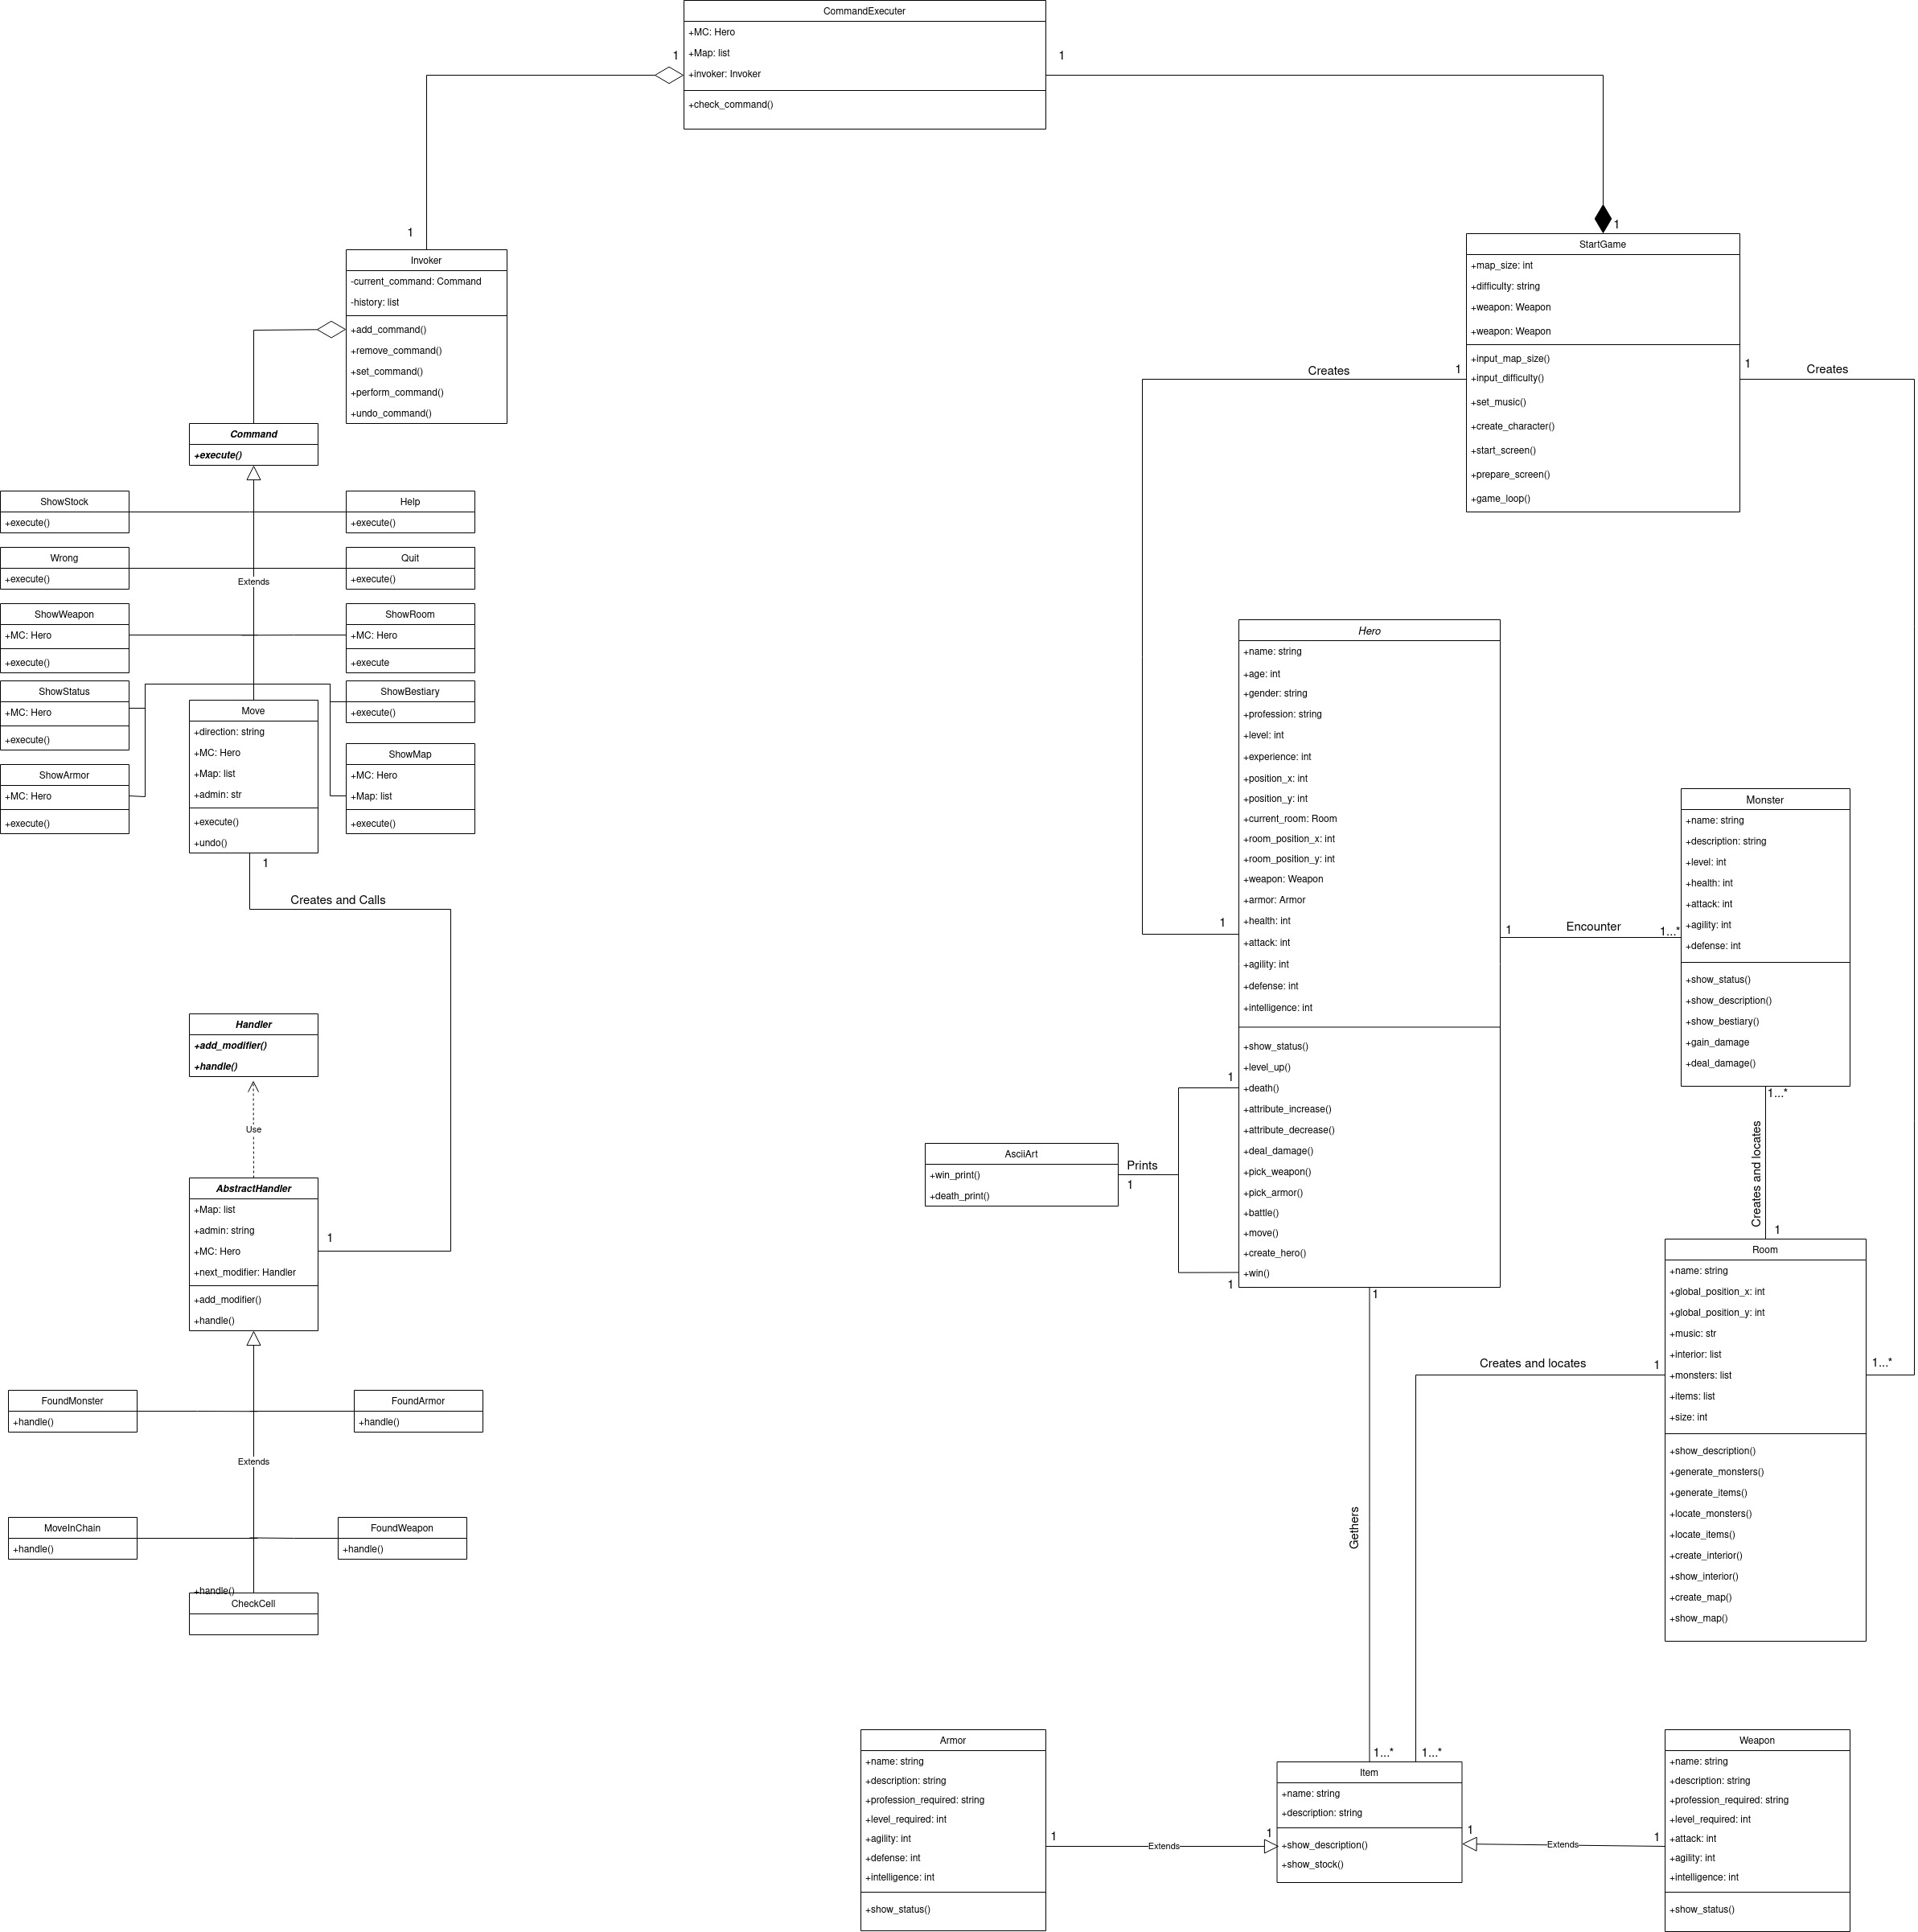 CommandExecuter
+MC: Hero
+Map: list
+invoker: Invoker
+check_command()
1
1
1
1
Invoker
-current_command: Command
-history: list
+add_command()
+remove_command()
+set_command()
+perform_command()
+undo_command()
StartGame
+map_size: int
+difficulty: string
+weapon: Weapon
+weapon: Weapon
+input_map_size()
+input_difficulty()
+set_music()
+create_character()
+start_screen()
+prepare_screen()
+game_loop()
Creates
1
1
Creates
Command
+execute()
ShowStock
+execute()
Help
+execute()
Wrong
+execute()
Quit
+execute()
Extends
ShowWeapon
+MC: Hero
+execute()
ShowRoom
+MC: Hero
+execute
ShowStatus
+MC: Hero
+execute()
ShowBestiary
+execute()
ShowArmor
+MC: Hero
+execute()
ShowMap
+MC: Hero
+Map: list
+execute()
Move
+direction: string
+MC: Hero
+Map: list
+admin: str
+execute()
+undo()
1
Creates and Calls
Handler
+add_modifier()
+handle()
Use
AbstractHandler
+Map: list
+admin: string
+MC: Hero
+next_modifier: Handler
+add_modifier()
+handle()
1
FoundMonster
+handle()
FoundArmor
+handle()
Extends
MoveInChain
+handle()
FoundWeapon
+handle()
+handle()
CheckCell
Hero
+name: string
+age: int
+gender: string
+profession: string
+level: int
+experience: int
+position_x: int
+position_y: int
+current_room: Room
+room_position_x: int
+room_position_y: int
+weapon: Weapon
+armor: Armor
+health: int
+attack: int
+agility: int
+defense: int
+intelligence: int
+show_status()
+level_up()
+death()
+attribute_increase()
+attribute_decrease()
+deal_damage()
+pick_weapon()
+pick_armor()
+battle()
+move()
+create_hero()
+win()
1
1
Encounter
1...*
Monster
+name: string
+description: string
+level: int
+health: int
+attack: int
+agility: int
+defense: int
+show_status()
+show_description()
+show_bestiary()
+gain_damage
+deal_damage()
1...*
Creates and locates
1
AsciiArt
+win_print()
+death_print()
Prints
1
1
1
1
Room
+name: string
+global_position_x: int
+global_position_y: int
+music: str
+interior: list
+monsters: list
+items: list
+size: int
+show_description()
+generate_monsters()
+generate_items()
+locate_monsters()
+locate_items()
+create_interior()
+show_interior()
+create_map()
+show_map()
Creates and locates
1
1...*
Gethers
1...*
1...*
Armor
+name: string
+description: string
+profession_required: string
+level_required: int
+agility: int
+defense: int
+intelligence: int
+show_status()
1
Extends
1
Item
+name: string
+description: string
+show_description()
+show_stock()
1
Extends
1
Weapon
+name: string
+description: string
+profession_required: string
+level_required: int
+attack: int
+agility: int
+intelligence: int
+show_status()